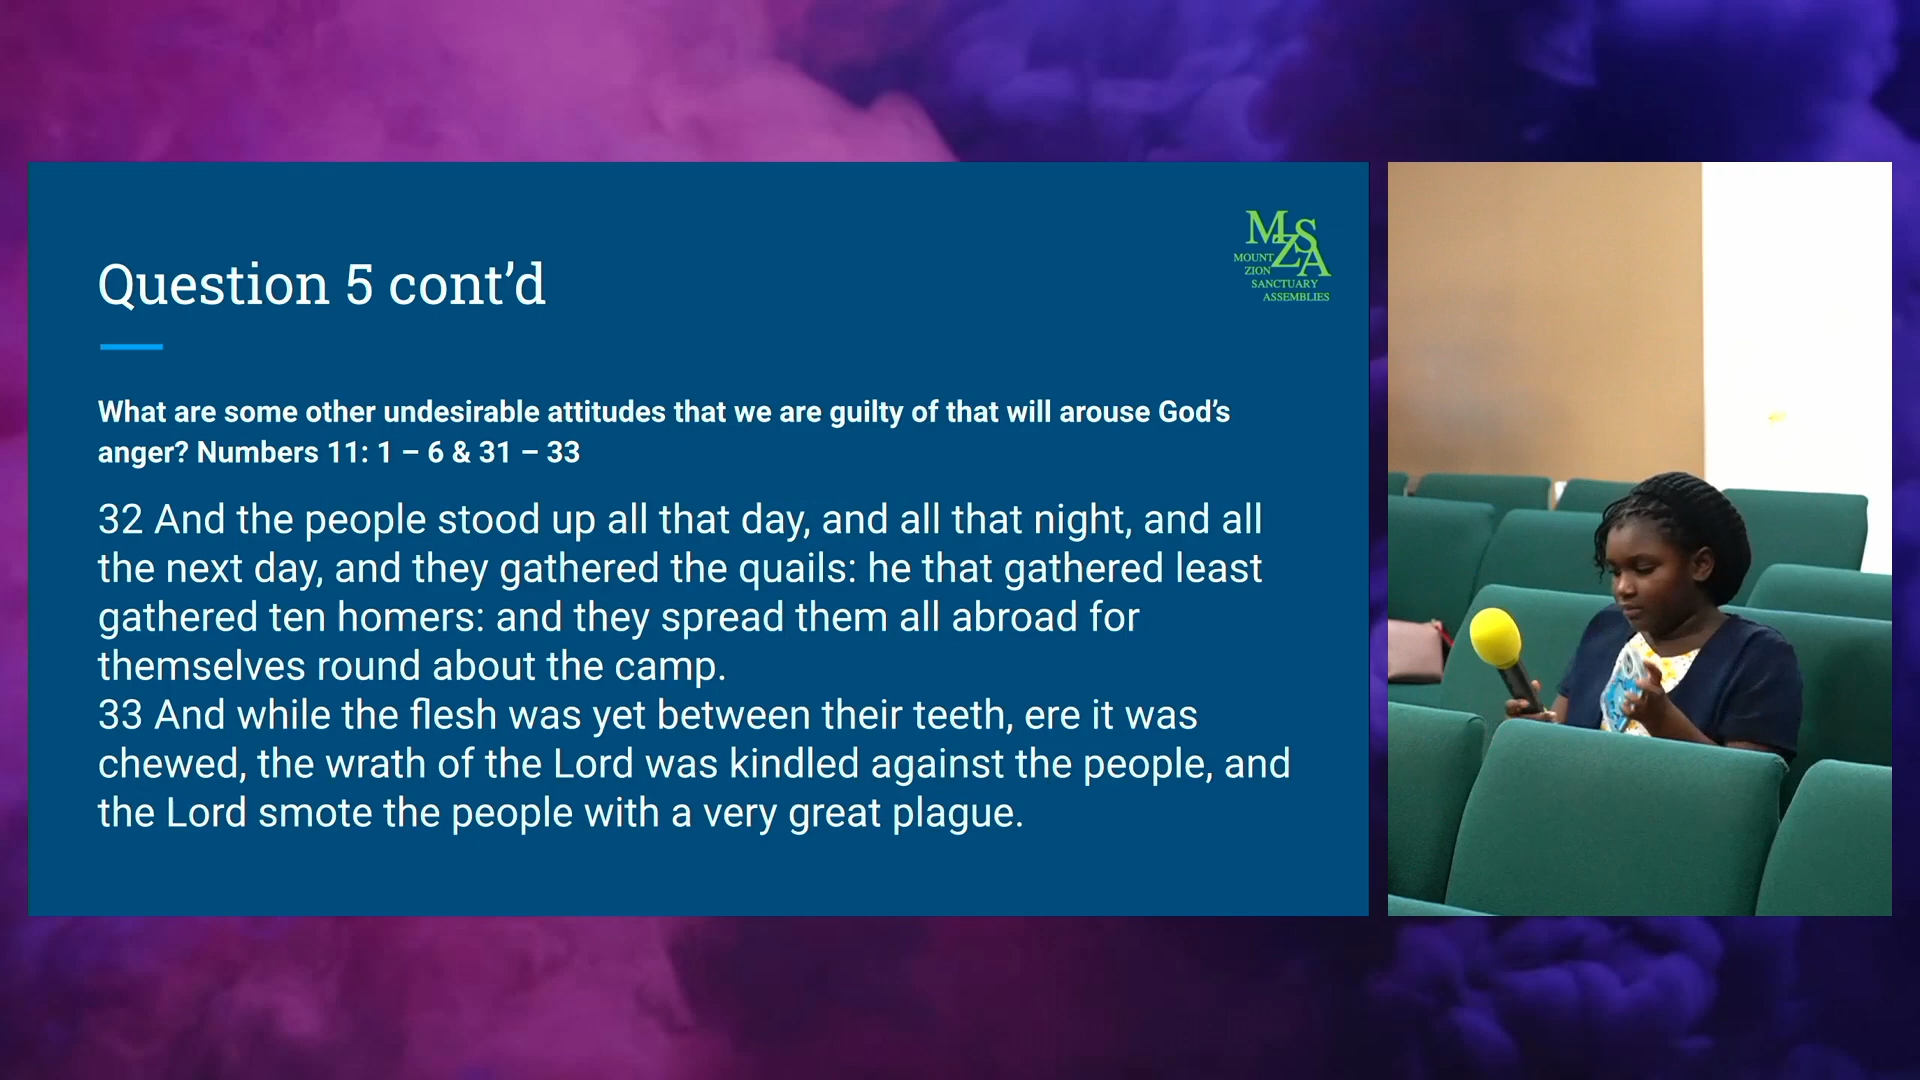 MSZA
MOUNT
ZION
SANCTUARY
ASSEMBLIES
Question 5 cont’d
What are some other undesirable attitudes that we are guilty of that will arouse God’s
anger? Numbers 11: 1 – 6 & 31 – 33
32 And the people stood up all that day, and all that night, and all
the next day, and they gathered the quails: he that gathered least
gathered ten homers: and they spread them all abroad for
themselves round about the camp.
33 And while the flesh was yet between their teeth, ere it was
chewed, the wrath of the Lord was kindled against the people, and
the Lord smote the people with a very great plague.